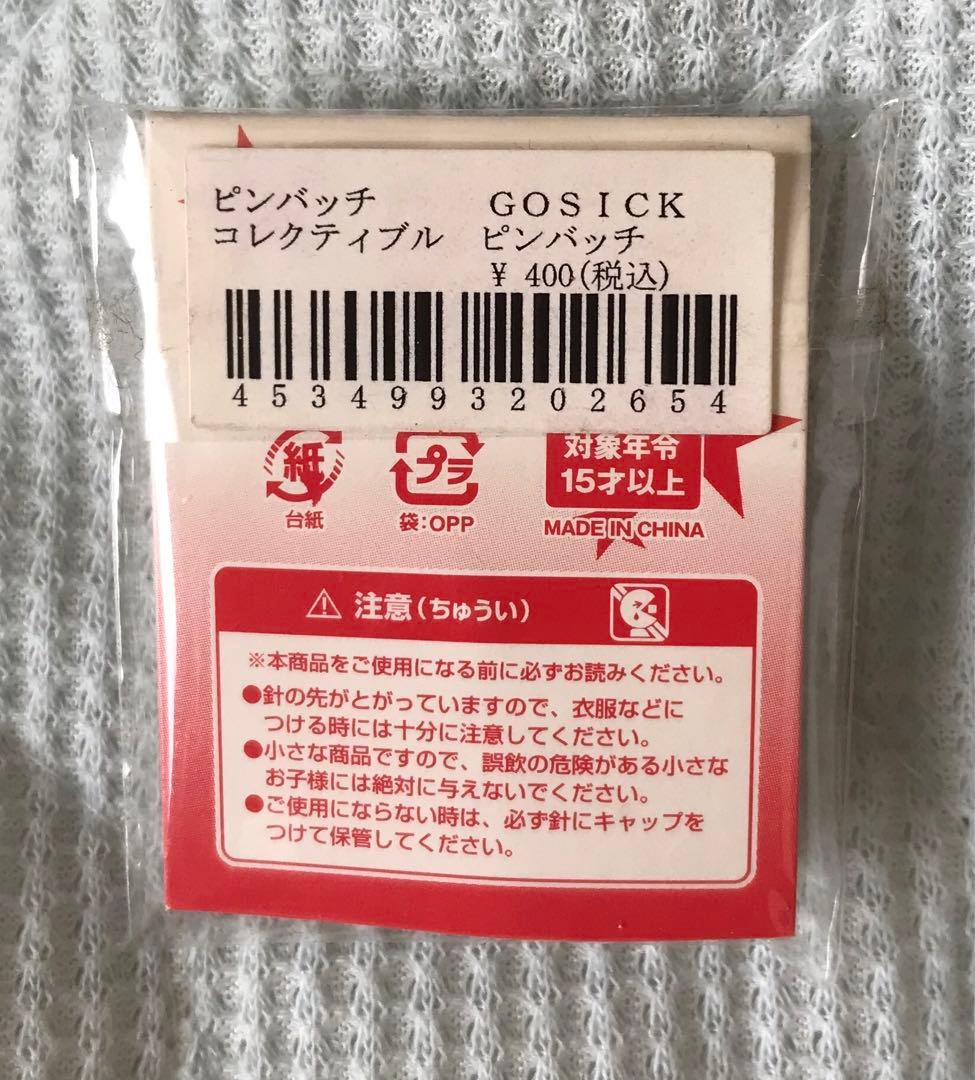 ピンバッチ　GOSICK
コレクティブル　ピンバッチ
¥ 400(税込)
4534993202654
紙
プラ
対象年令
15才以上
台紙
袋:OPP
MADE IN CHINA
⚠ 注意(ちゅうい)
※本商品をご使用になる前に必ずお読みください。
●針の先がとがっていますので、衣服などに
つける時には十分に注意してください。
●小さな商品ですので、誤飲の危険がある小さな
お子様には絶対に与えないでください。
●ご使用にならない時は、必ず針にキャップを
つけて保管してください。